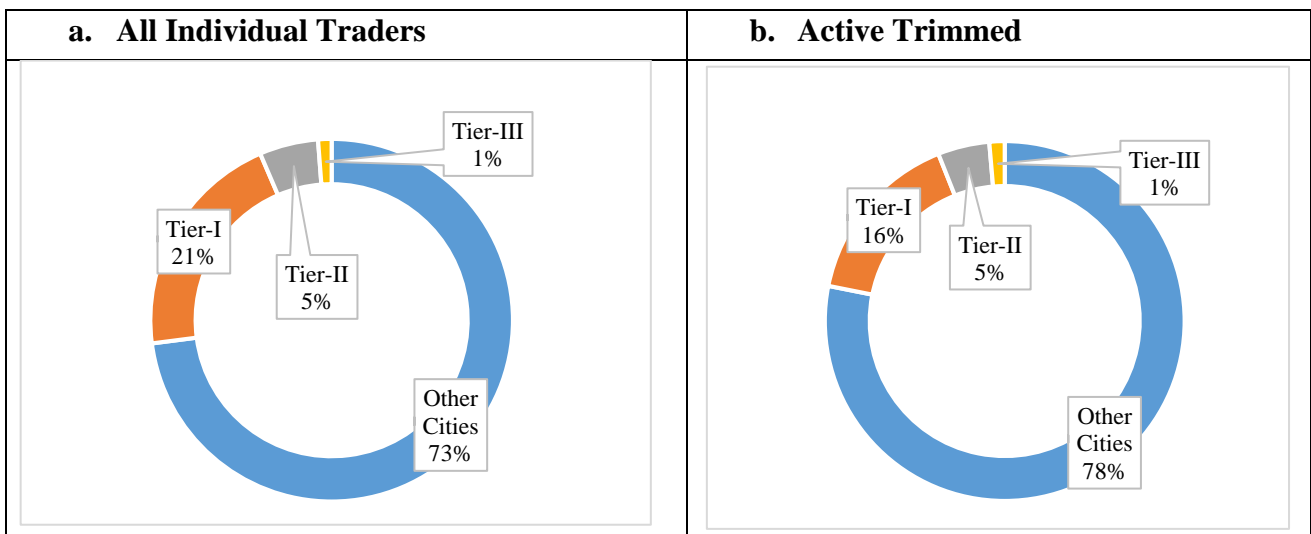 a. All Individual Traders
Tier-III
1%
Tier-I
21%
Tier-II
5%
Other
Cities
73%
b. Active Trimmed
Tier-III
1%
Tier-I
16%
Tier-II
5%
Other
Cities
78%